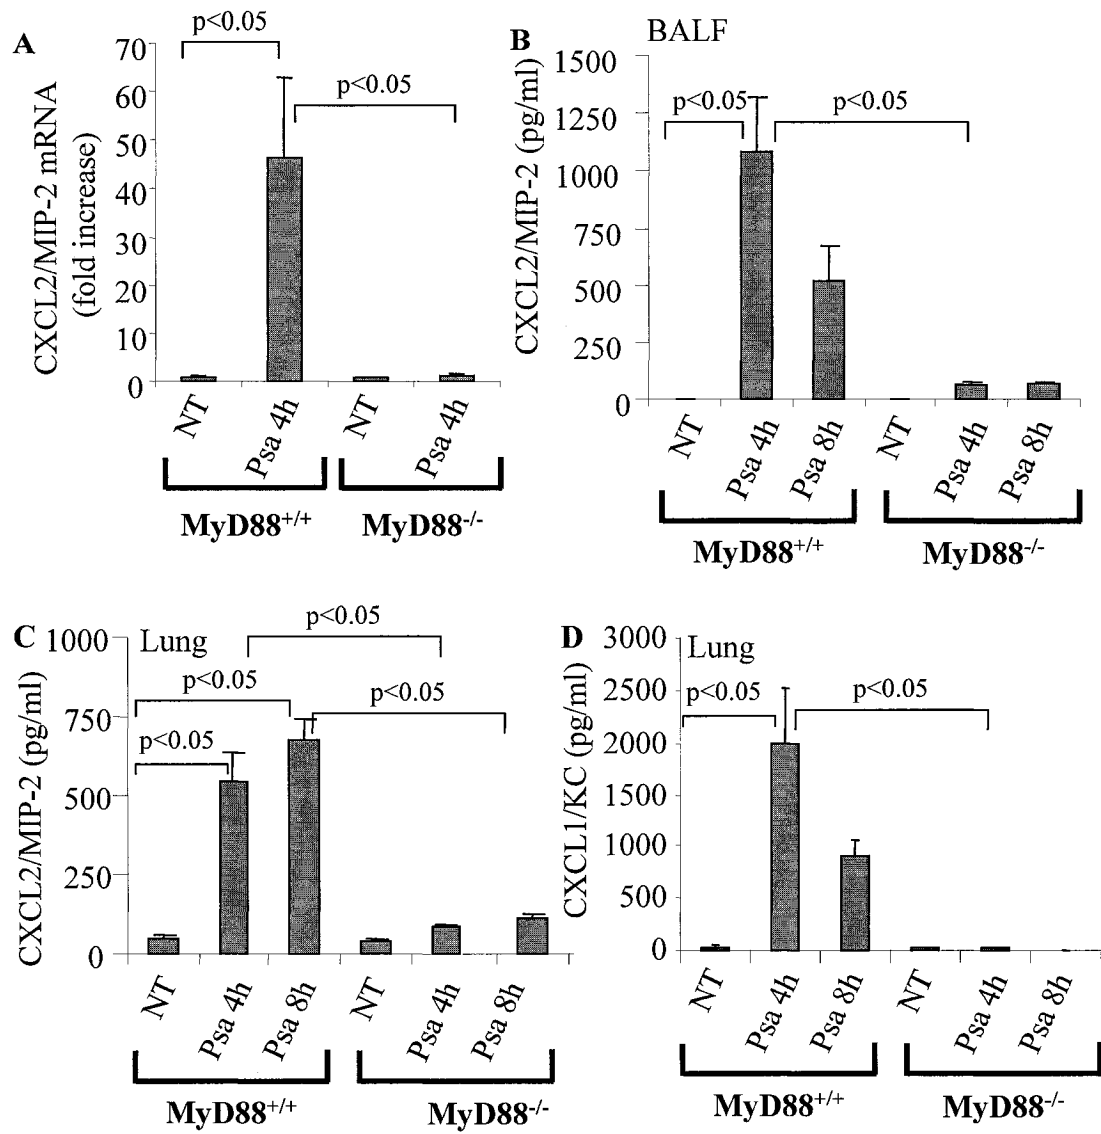 A
CXCL2/MIP-2 mRNA
(fold increase)
70
60
50
40
30
20
10
0
p<0.05
p<0.05
NT
Psa 4h
NT
Psa 4h
MyD88+/+
MyD88-/-
B
BALF
CXCL2/MIP-2 (pg/ml)
1500
1250
1000
750
500
250
0
p<0.05
p<0.05
NT
Psa 4h
Psa 8h
NT
Psa 4h
Psa 8h
MyD88+/+
MyD88-/-
C
Lung
CXCL2/MIP-2 (pg/ml)
1000
750
500
250
0
p<0.05
p<0.05
p<0.05
p<0.05
NT
Psa 4h
Psa 8h
NT
Psa 4h
Psa 8h
MyD88+/+
MyD88-/-
D
Lung
CXCL1/KC (pg/ml)
3000
2500
2000
1500
1000
500
0
p<0.05
p<0.05
NT
Psa 4h
Psa 8h
NT
Psa 4h
Psa 8h
MyD88+/+
MyD88-/-